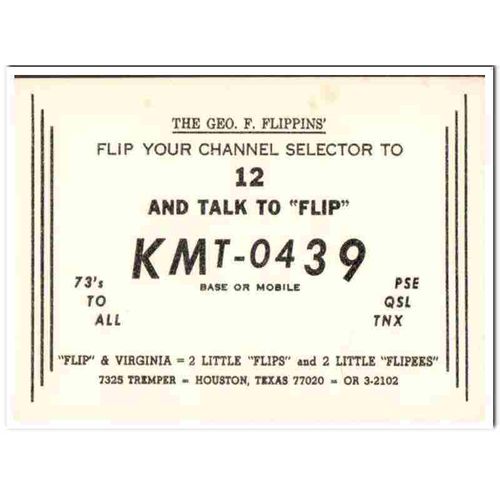 THE GEO. F. FLIPPINS'
FLIP YOUR CHANNEL SELECTOR TO
12
AND TALK TO "FLIP"
KMT-0439
BASE OR MOBILE
73's
TO
ALL
PSE
QSL
TNX
"FLIP" & VIRGINIA = 2 LITTLE "FLIPS" and 2 LITTLE "FLIPEES"
7325 TREMPER = HOUSTON, TEXAS 77020 = OR 3-2102